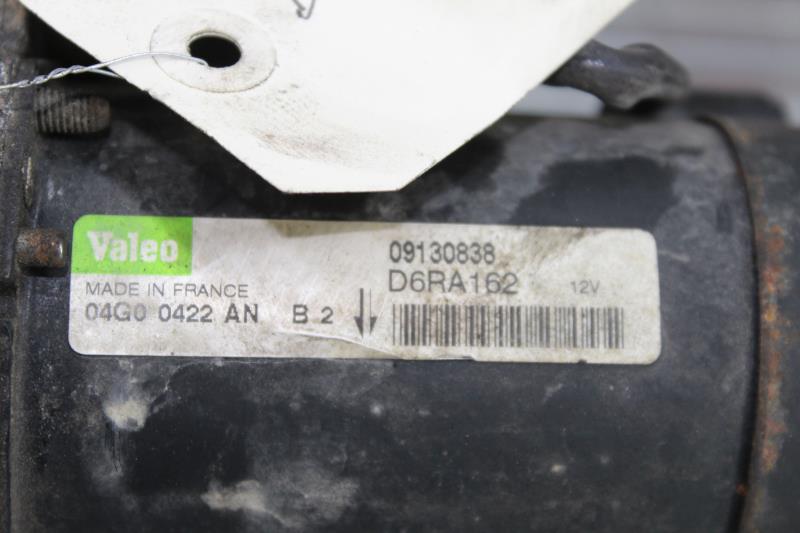 Valeo
09130838
D6RA162 12V
MADE IN FRANCE
04G0 0422 AN B 2